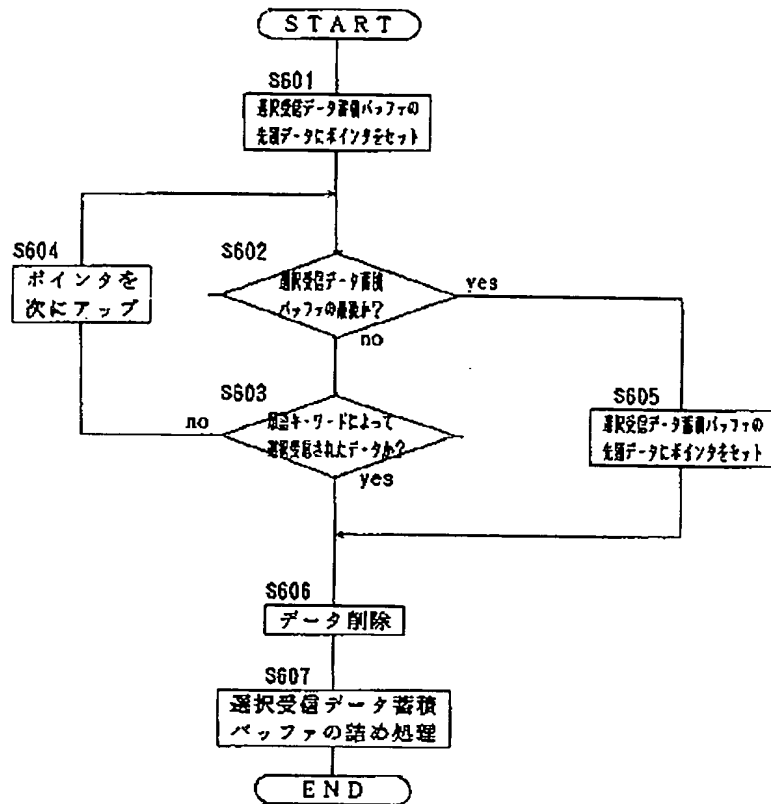 START
S601
選択受信データ蓄積バッファの
先頭データにポインタをセット
S604
ポインタを
次にアップ
S602
選択受信データ蓄積
バッファの最後か?
yes
no
S603
キーワードによって
選択受信されたデータか?
no
yes
S605
選択受信データ蓄積バッファの
先頭データにポインタをセット
S606
データ削除
S607
選択受信データ蓄積
バッファの詰め処理
END